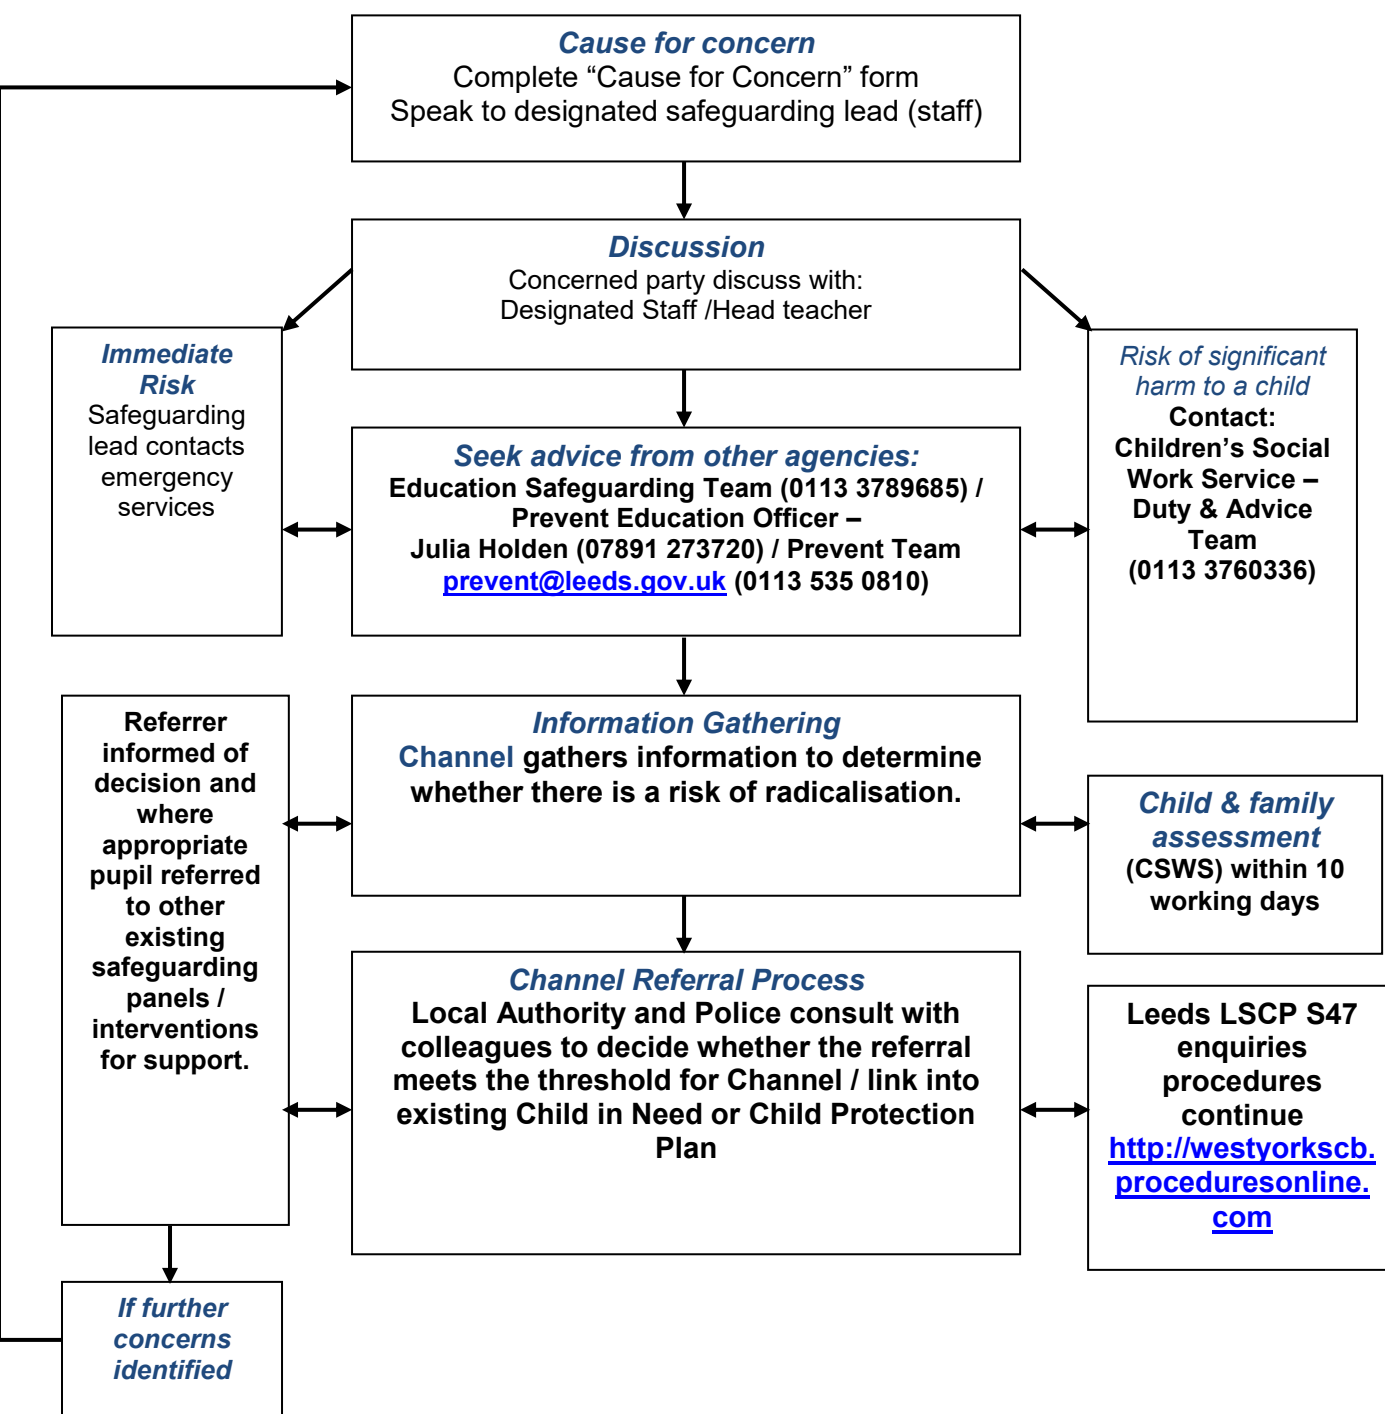 Cause for concern
Complete “Cause for Concern” form
Speak to designated safeguarding lead (staff)
Discussion
Concerned party discuss with:
Designated Staff /Head teacher
Immediate
Risk
Safeguarding
lead contacts
emergency
services
Seek advice from other agencies:
Education Safeguarding Team (0113 3789685) /
Prevent Education Officer –
Julia Holden (07891 273720) / Prevent Team
prevent@leeds.gov.uk (0113 535 0810)
Risk of significant
harm to a child
Contact:
Children’s Social
Work Service –
Duty & Advice
Team
(0113 3760336)
Referrer
informed of
decision and
where
appropriate
pupil referred
to other
existing
safeguarding
panels /
interventions
for support.
Information Gathering
Channel gathers information to determine
whether there is a risk of radicalisation.
Child & family
assessment
(CSWS) within 10
working days
Channel Referral Process
Local Authority and Police consult with
colleagues to decide whether the referral
meets the threshold for Channel / link into
existing Child in Need or Child Protection
Plan
Leeds LSCP S47
enquiries
procedures
continue
http://westyorkscb.
proceduresonline.
com
If further
concerns
identified